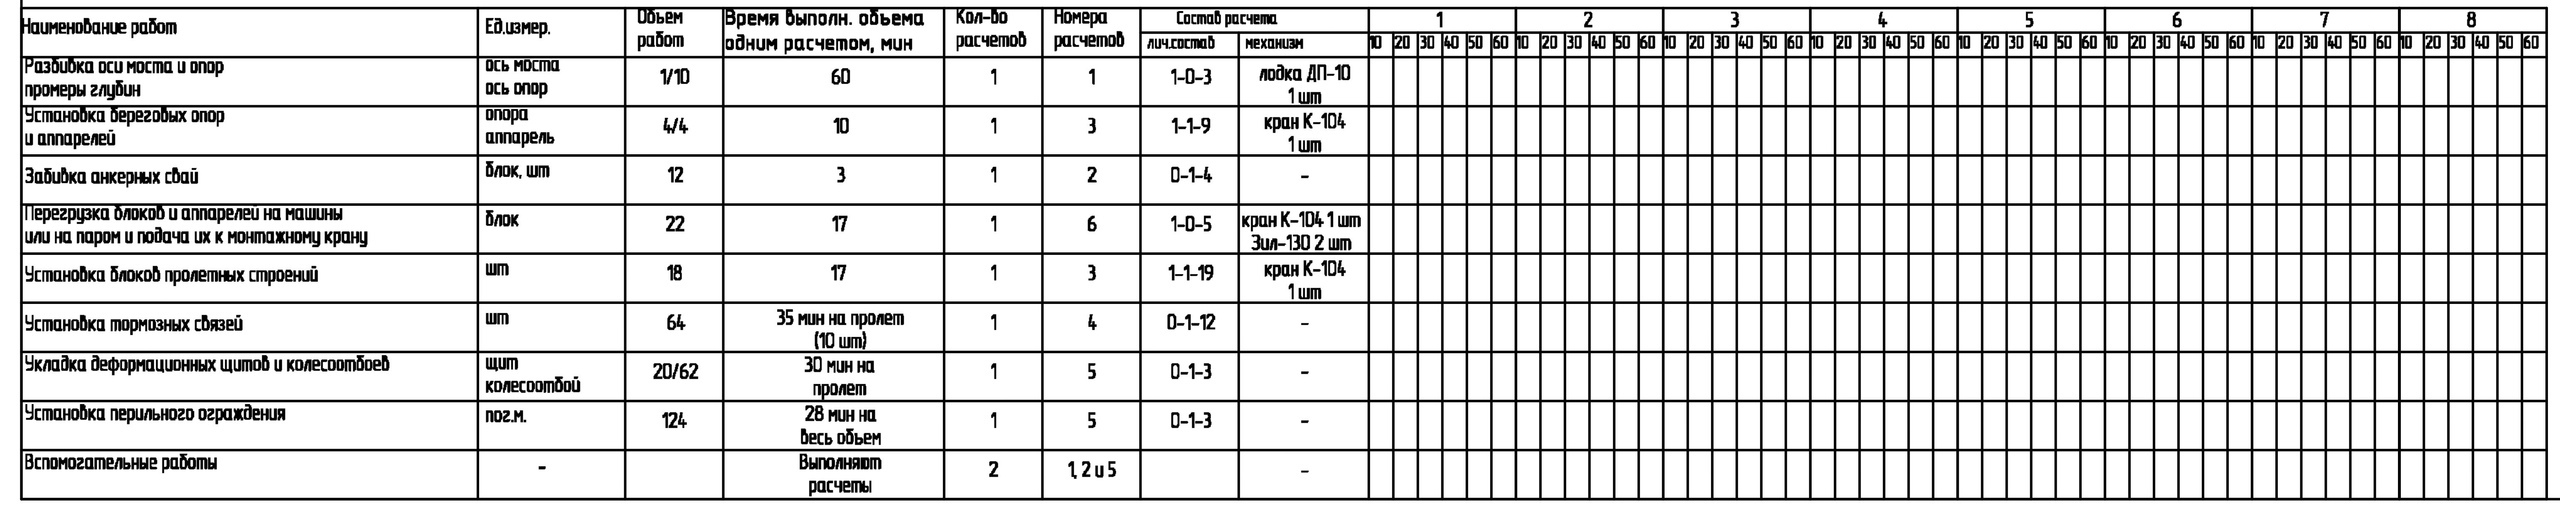 Наименование работ
Ед.измер.
Объем
работ
Время выполн. объема
одним расчетом, мин
Кол-во
расчетов
Номера
расчетов
Состав расчета
лич.состав
механизм
1 2 3 4 5 6 7 8
10 20 30 40 50 60 10 20 30 40 50 60 10 20 30 40 50 60 10 20 30 40 50 60 10 20 30 40 50 60 10 20 30 40 50 60 10 20 30 40 50 60 10 20 30 40 50 60
Разбивка оси моста и опор
промеры глубин
ось моста
ось опор
1/10
60
1
1
1-0-3
лодка ДП-10
1 шт
Установка береговых опор
и аппарелей
опора
аппарель
4/4
10
1
3
1-1-9
кран К-104
1 шт
Забивка анкерных свай
блок, шт
12
3
1
2
0-1-4
-
Перегрузка блоков и аппарелей на машины
или на паром и подача их к монтажному крану
блок
22
17
1
6
1-0-5
кран К-104 1 шт
Зил-130 2 шт
Установка блоков пролетных строений
шт
18
17
1
3
1-1-19
кран К-104
1 шт
Установка тормозных связей
шт
64
35 мин на пролет
(10 шт)
1
4
0-1-12
-
Укладка деформационных щитов и колесоотбоев
щит
колесоотбой
20/62
30 мин на
пролет
1
5
0-1-3
-
Установка перильного ограждения
пог.м.
124
28 мин на
весь объем
1
5
0-1-3
-
Вспомогательные работы
-
Выполняют
расчеты
2
1, 2 и 5
-